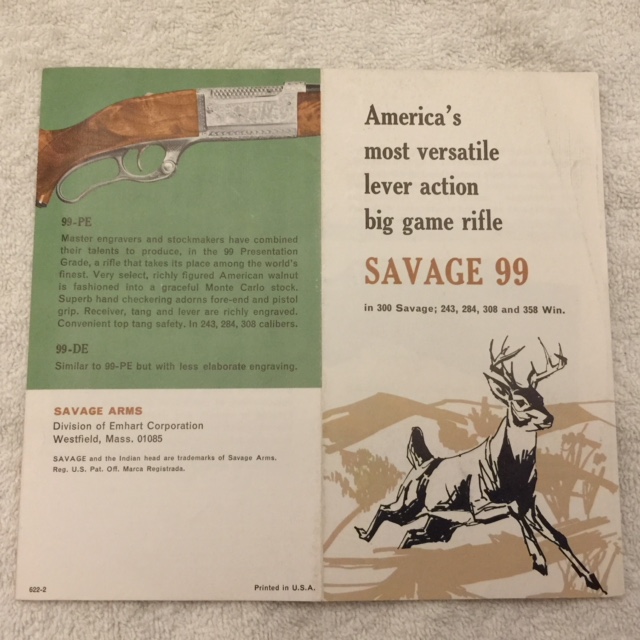 99-PE
Master engravers and stockmakers have combined
their talents to produce, in the 99 Presentation
Grade, a rifle that takes its place among the world's
finest. Very select, richly figured American walnut
is fashioned into a graceful Monte Carlo stock.
Superb hand checkering adorns fore-end and pistol
grip. Receiver, tang and lever are richly engraved.
Convenient top tang safety. In 243, 284, 308 calibers.
99-DE
Similar to 99-PE but with less elaborate engraving.
SAVAGE ARMS
Division of Emhart Corporation
Westfield, Mass. 01085
SAVAGE and the Indian head are trademarks of Savage Arms.
Reg. U.S. Pat. Off. Marca Registrada.
622-2
Printed in U.S.A.
America's
most versatile
lever action
big game rifle
SAVAGE 99
in 300 Savage; 243, 284, 308 and 358 Win.